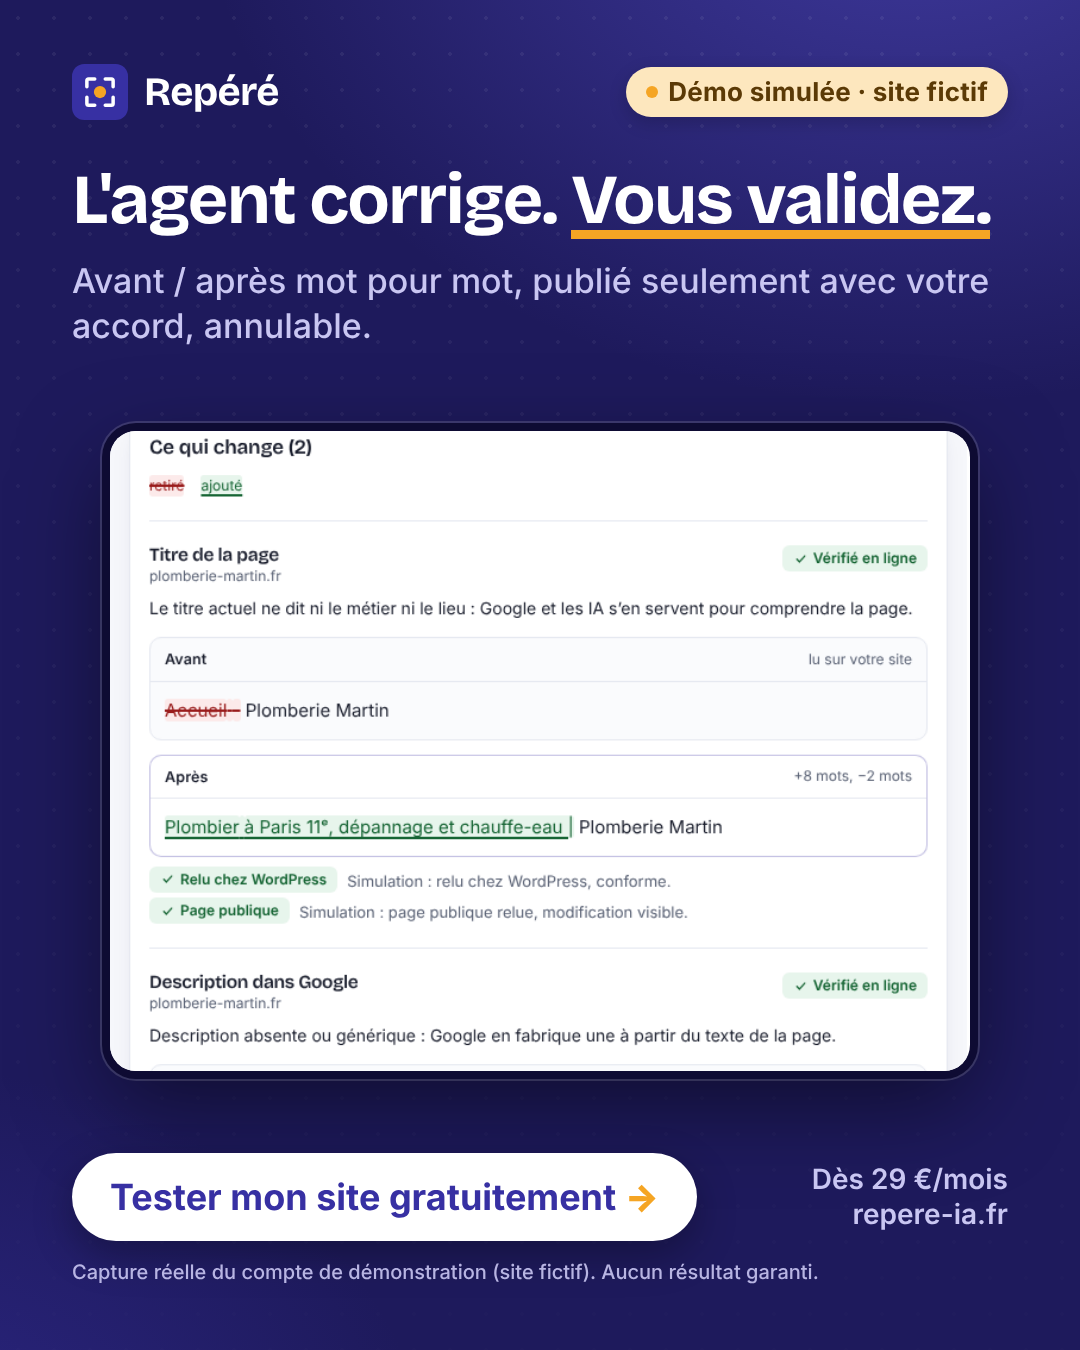 Repéré
Démo simulée · site fictif
L'agent corrige. Vous validez.
Avant / après mot pour mot, publié seulement avec votre
accord, annulable.
Ce qui change (2)
retiré ajouté
Titre de la page
✓ Vérifié en ligne
plomberie-martin.fr
Le titre actuel ne dit ni le métier ni le lieu : Google et les IA s’en servent pour comprendre la page.
Avant
lu sur votre site
Accueil – Plomberie Martin
Après
+8 mots, −2 mots
Plombier à Paris 11ᵉ, dépannage et chauffe-eau | Plomberie Martin
✓ Relu chez WordPress Simulation : relu chez WordPress, conforme.
✓ Page publique Simulation : page publique relue, modification visible.
Description dans Google
✓ Vérifié en ligne
plomberie-martin.fr
Description absente ou générique : Google en fabrique une à partir du texte de la page.
Tester mon site gratuitement →
Dès 29 €/mois
repere-ia.fr
Capture réelle du compte de démonstration (site fictif). Aucun résultat garanti.